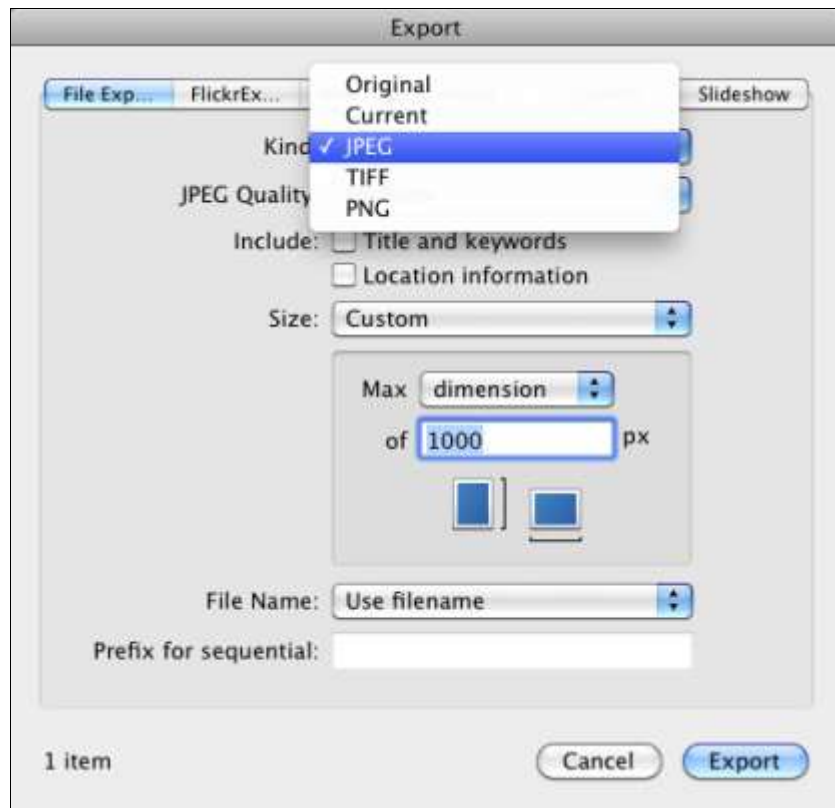 Export
File Exp... FlickrEx... Slideshow
Original
Current
Kind ✓ JPEG
TIFF
JPEG Quality
PNG
Include: Title and keywords
Location information
Size: Custom
Max dimension
of 1000 px
File Name: Use filename
Prefix for sequential:
1 item Cancel Export